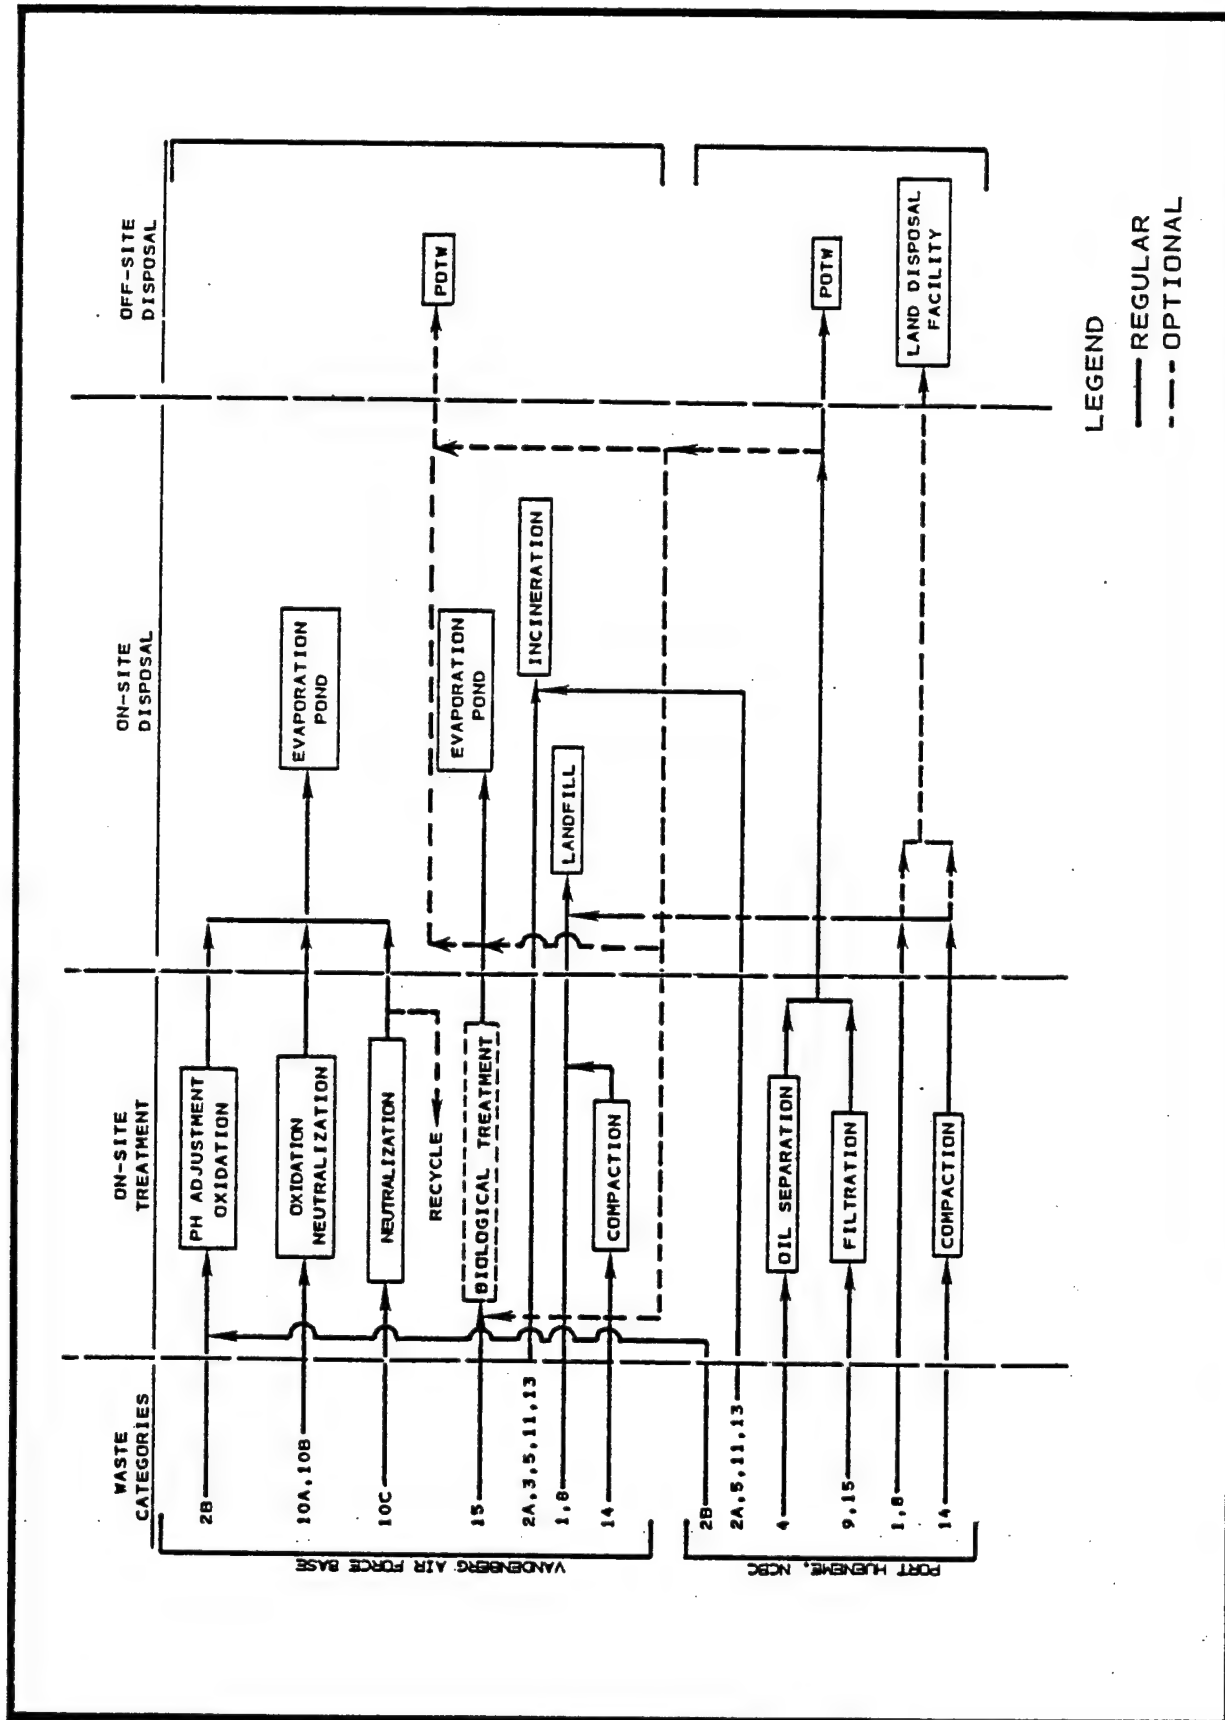 WASTE
CATEGORIES
ON-SITE
TREATMENT
ON-SITE
DISPOSAL
OFF-SITE
DISPOSAL
VANDENBERG AIR FORCE BASE
2B
PH ADJUSTMENT
OXIDATION
10A,10B
OXIDATION
NEUTRALIZATION
EVAPORATION
POND
10C
NEUTRALIZATION
RECYCLE
POTW
15
BIOLOGICAL TREATMENT
EVAPORATION
POND
2A,3,5,11,13
INCINERATION
1,8
LANDFILL
14
COMPACTION
PORT HUENEME, NCBC
2B
2A,5,11,13
4
OIL SEPARATION
POTW
9,15
FILTRATION
1,8
LAND DISPOSAL
FACILITY
14
COMPACTION
LEGEND
REGULAR
OPTIONAL